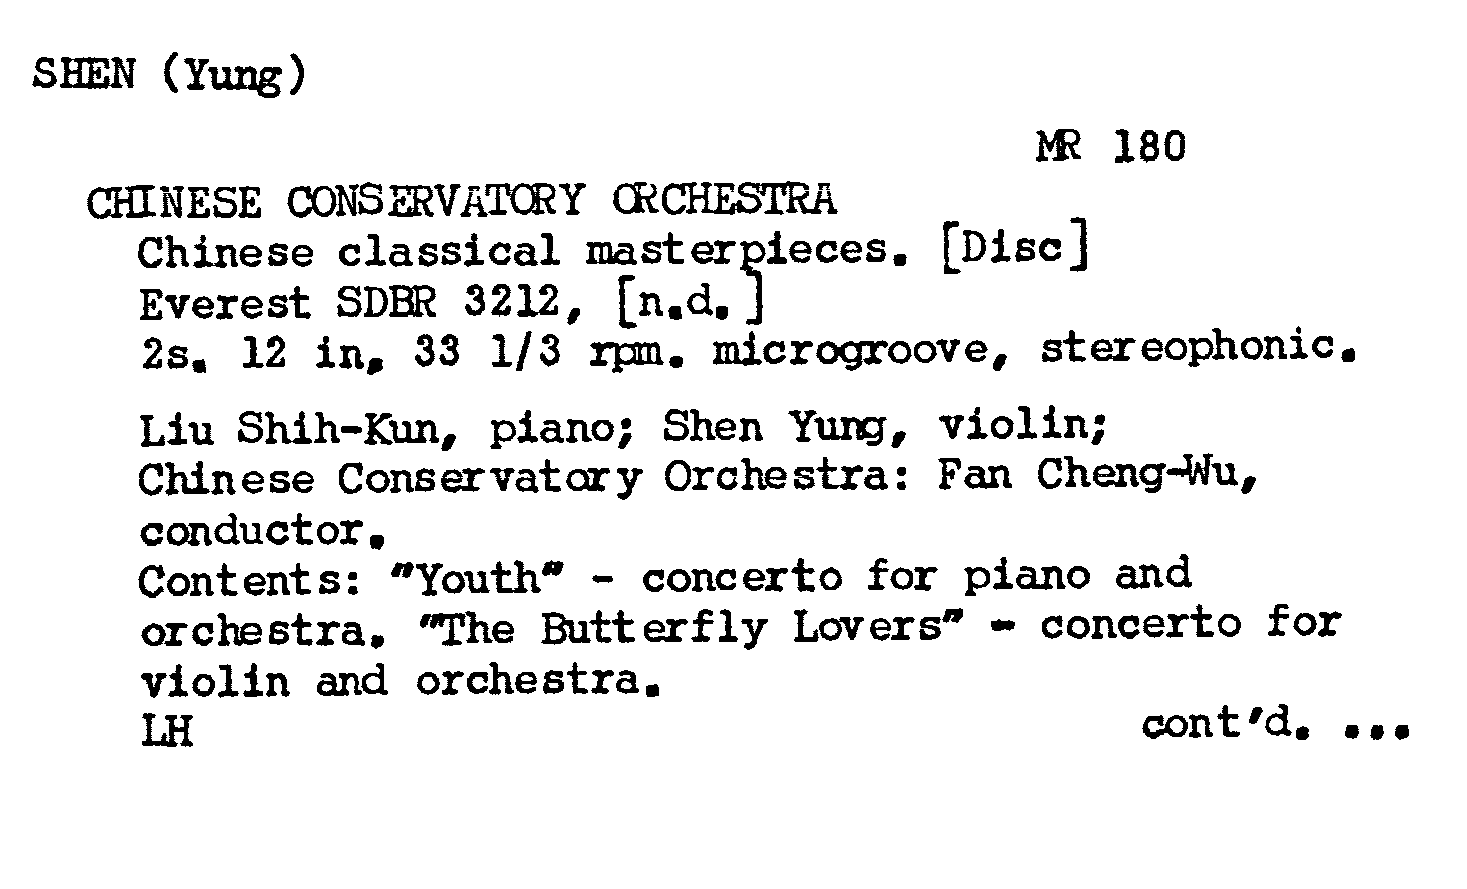 SHEN (Yung)
MR 180
CHINESE CONSERVATORY ORCHESTRA
Chinese classical masterpieces. [Disc]
Everest SDBR 3212, [n.d.]
2s. 12 in. 33 1/3 rpm. microgroove, stereophonic.
Liu Shih-Kun, piano; Shen Yung, violin;
Chinese Conservatory Orchestra: Fan Cheng-Wu,
conductor.
Contents: "Youth" - concerto for piano and
orchestra. "The Butterfly Lovers" - concerto for
violin and orchestra.
LH cont'd. ...